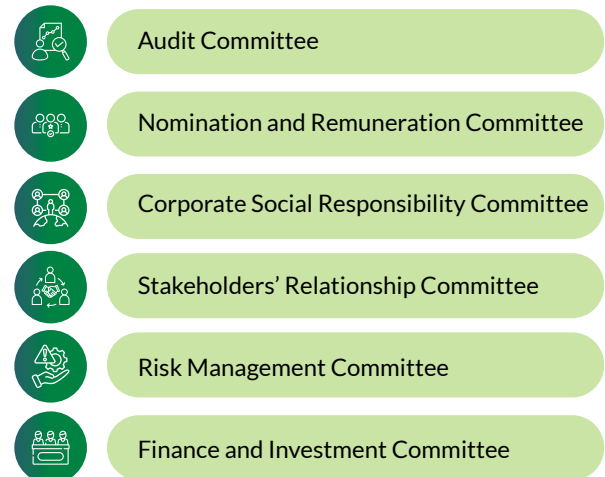 Audit Committee
Nomination and Remuneration Committee
Corporate Social Responsibility Committee
Stakeholders’ Relationship Committee
Risk Management Committee
Finance and Investment Committee